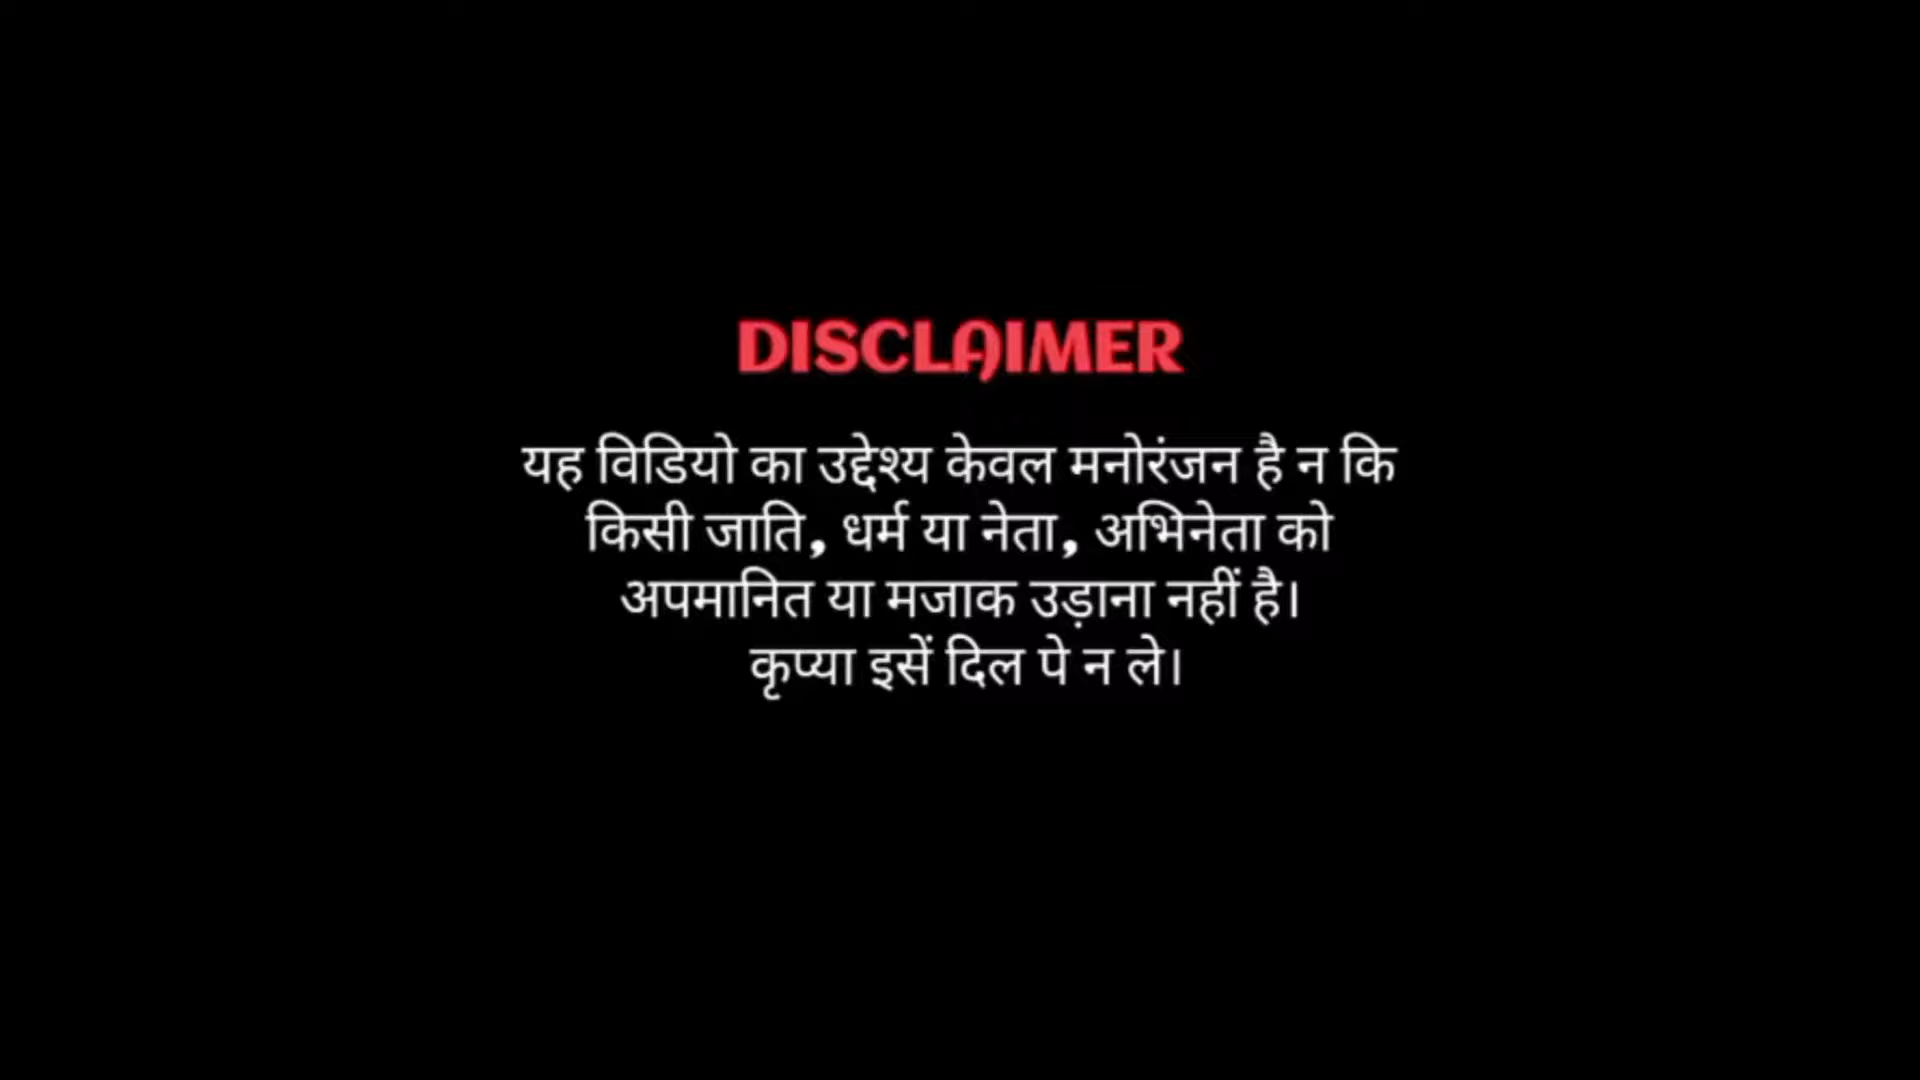 DISCLAIMER
यह विडियो का उद्देश्य केवल मनोरंजन है न कि
किसी जाति, धर्म या नेता, अभिनेता को
अपमानित या मजाक उड़ाना नहीं है।
कृप्या इसें दिल पे न ले।